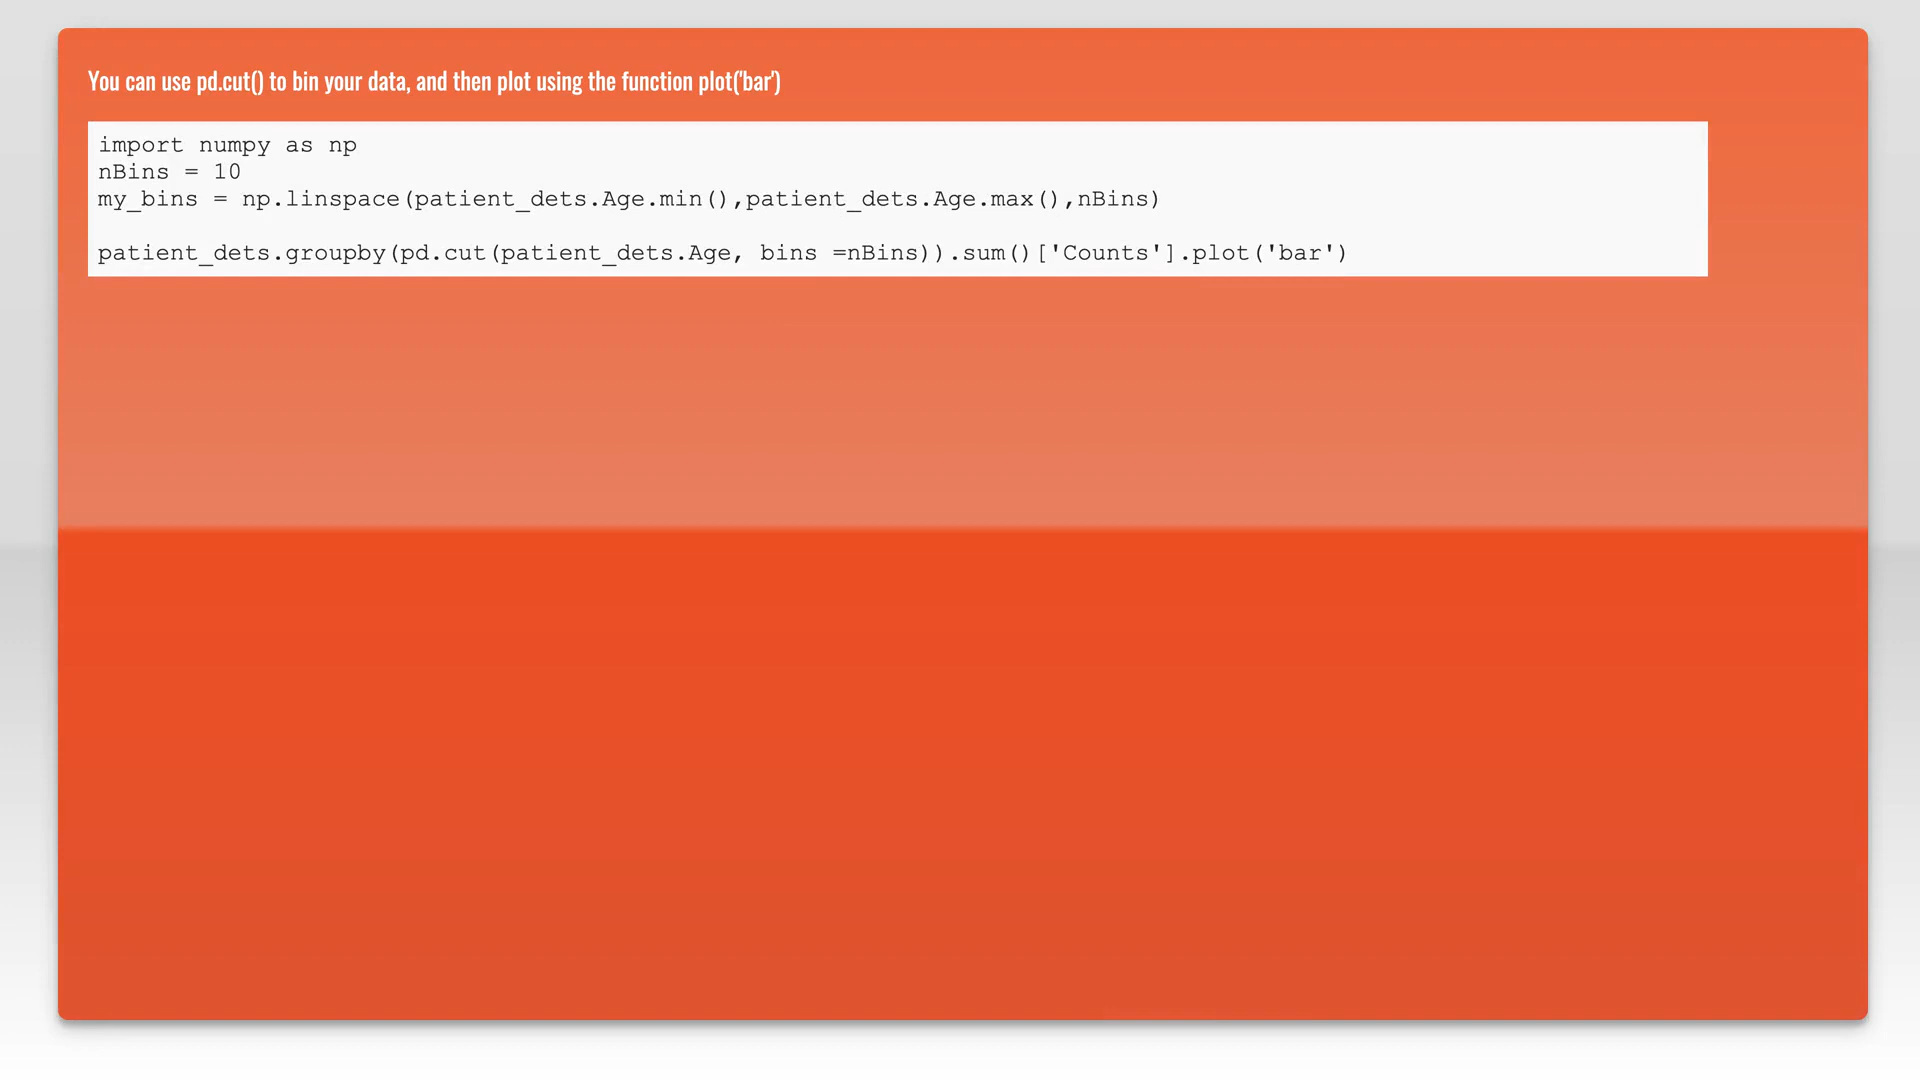 You can use pd.cut() to bin your data, and then plot using the function plot('bar')
import numpy as np
nBins = 10
my_bins = np.linspace(patient_dets.Age.min(),patient_dets.Age.max(),nBins)
patient_dets.groupby(pd.cut(patient_dets.Age, bins =nBins)).sum()['Counts'].plot('bar')